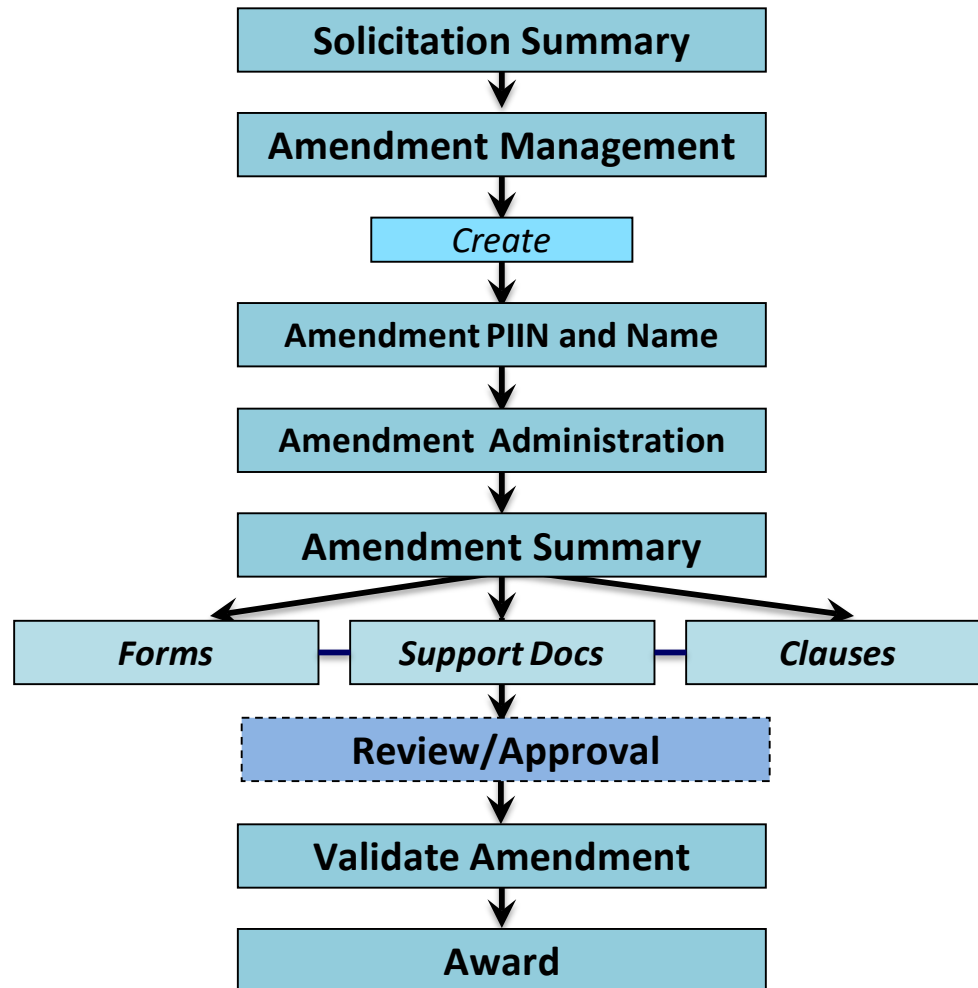 Solicitation Summary
Amendment Management
Create
Amendment PIIN and Name
Amendment Administration
Amendment Summary
Forms
Support Docs
Clauses
Review/Approval
Validate Amendment
Award